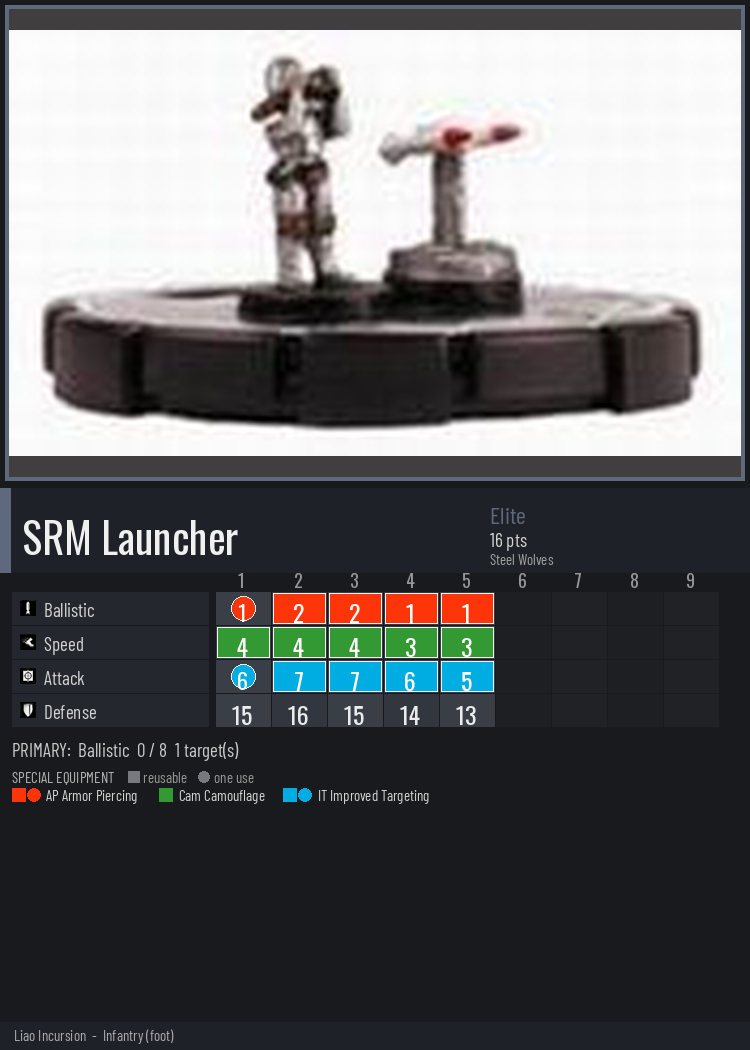 SRM Launcher
Elite
16 pts
Steel Wolves
1 2 3 4 5 6 7 8 9
Ballistic 1 2 2 1 1
Speed 4 4 4 3 3
Attack 6 7 7 6 5
Defense 15 16 15 14 13
PRIMARY: Ballistic 0 / 8 1 target(s)
SPECIAL EQUIPMENT reusable one use
AP Armor Piercing Cam Camouflage IT Improved Targeting
Liao Incursion - Infantry (foot)